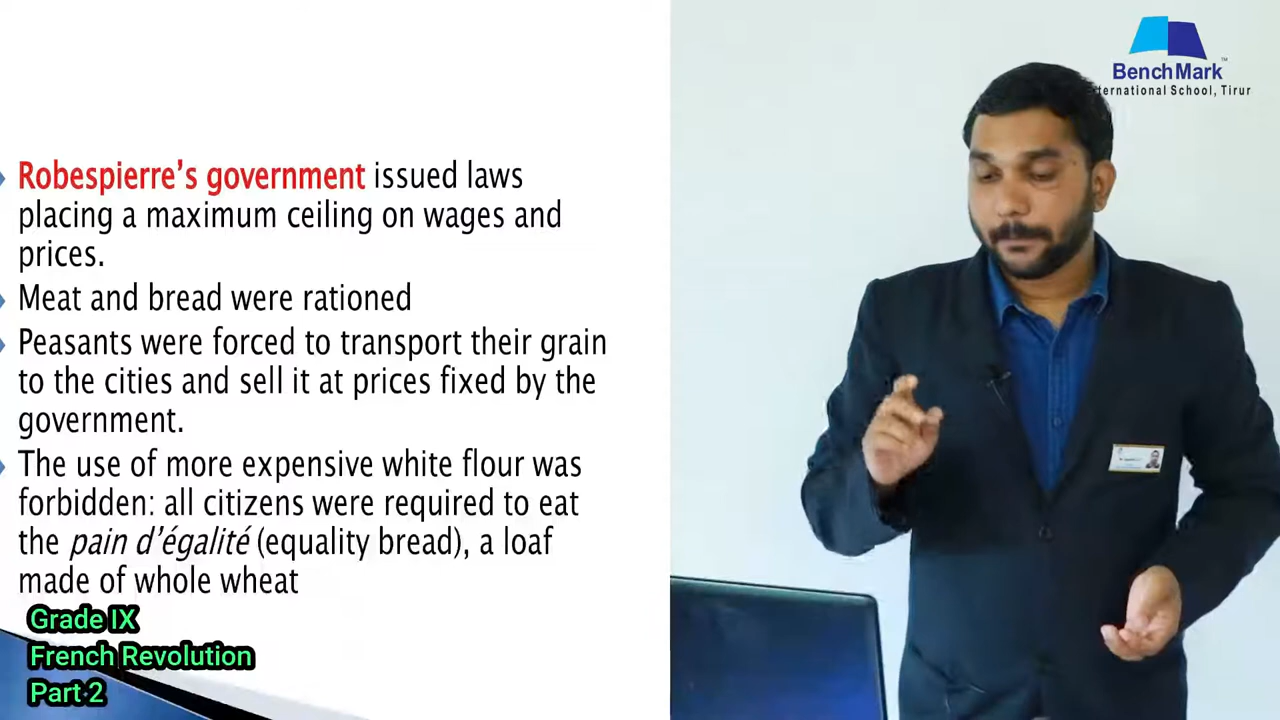 BenchMark
ternational School, Tirur
Robespierre's government issued laws
placing a maximum ceiling on wages and
prices.
Meat and bread were rationed
Peasants were forced to transport their grain
to the cities and sell it at prices fixed by the
government.
The use of more expensive white flour was
forbidden: all citizens were required to eat
the pain d'égalité (equality bread), a loaf
made of whole wheat
Grade IX
French Revolution
Part 2